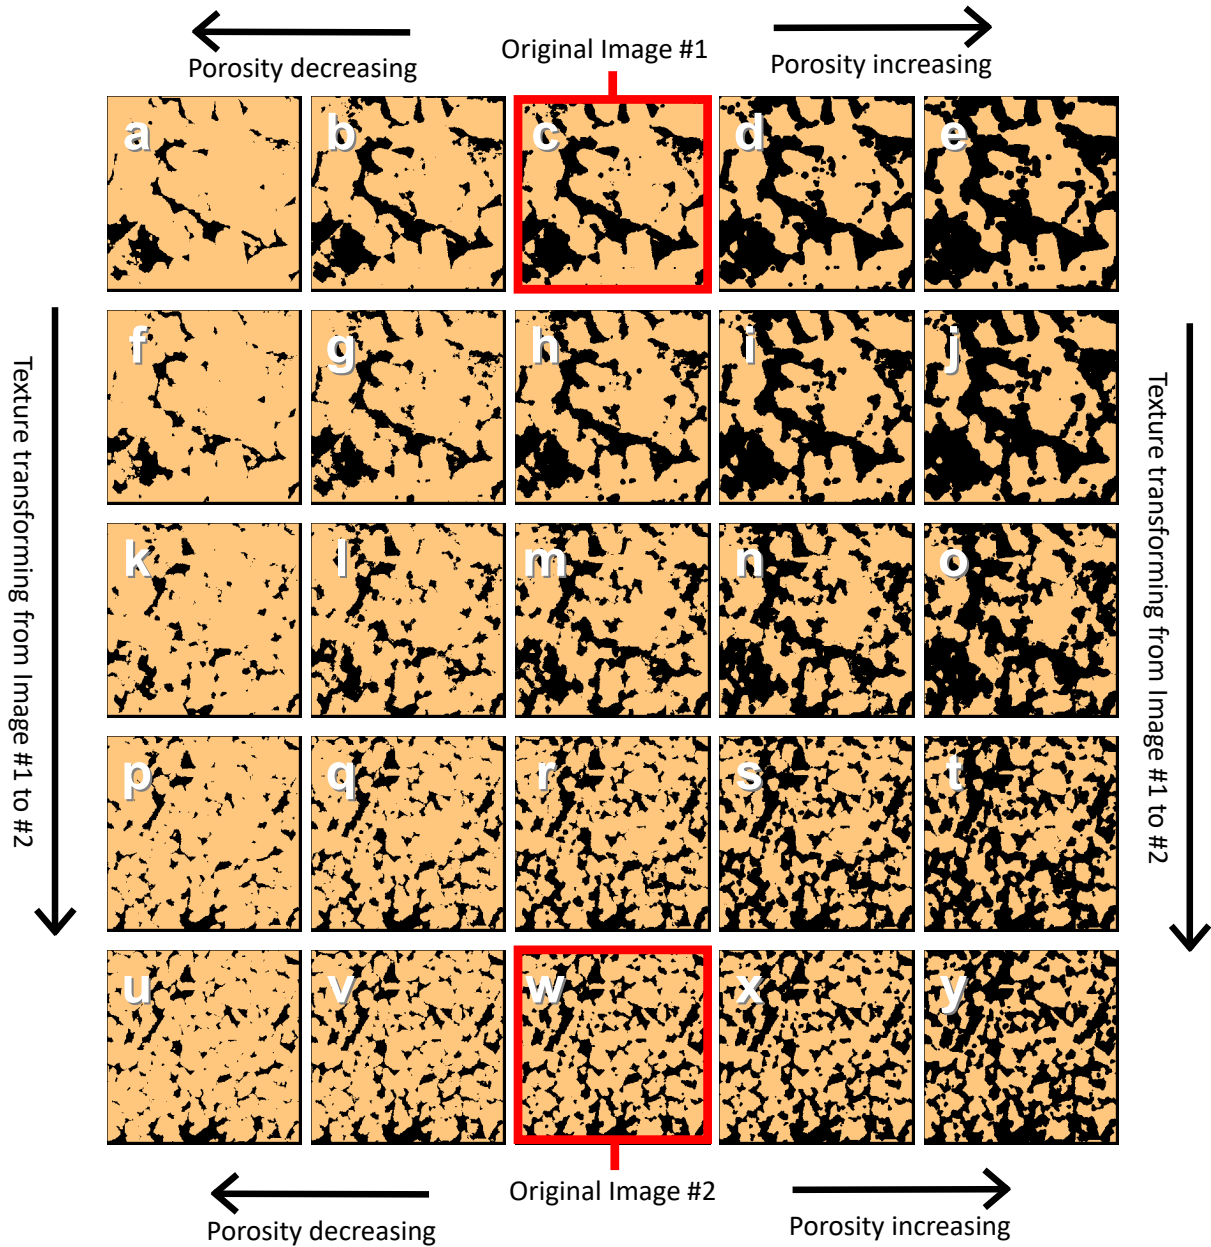 Original Image #1
Porosity decreasing
Porosity increasing
a
b
c
d
e
f
g
h
i
j
Texture transforming from Image #1 to #2
Texture transforming from Image #1 to #2
k
l
m
n
o
p
q
r
s
t
u
v
w
x
y
Original Image #2
Porosity decreasing
Porosity increasing